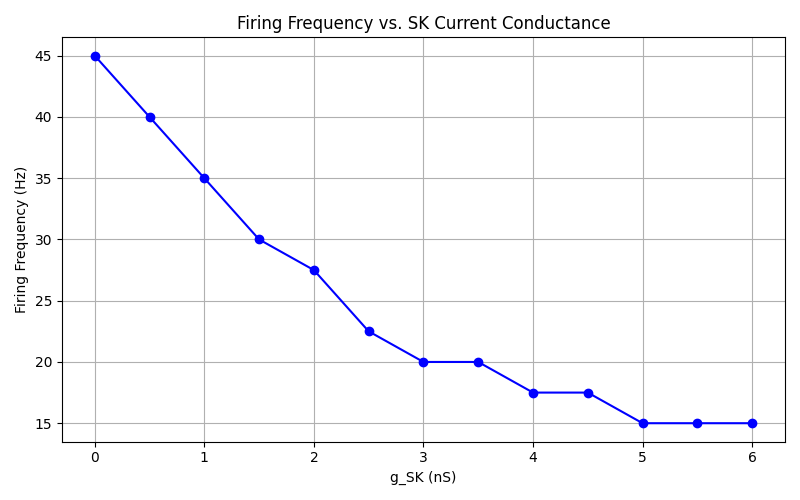 Firing Frequency vs. SK Current Conductance
45
40
35
30
25
20
15
Firing Frequency (Hz)
0 1 2 3 4 5 6
g_SK (nS)